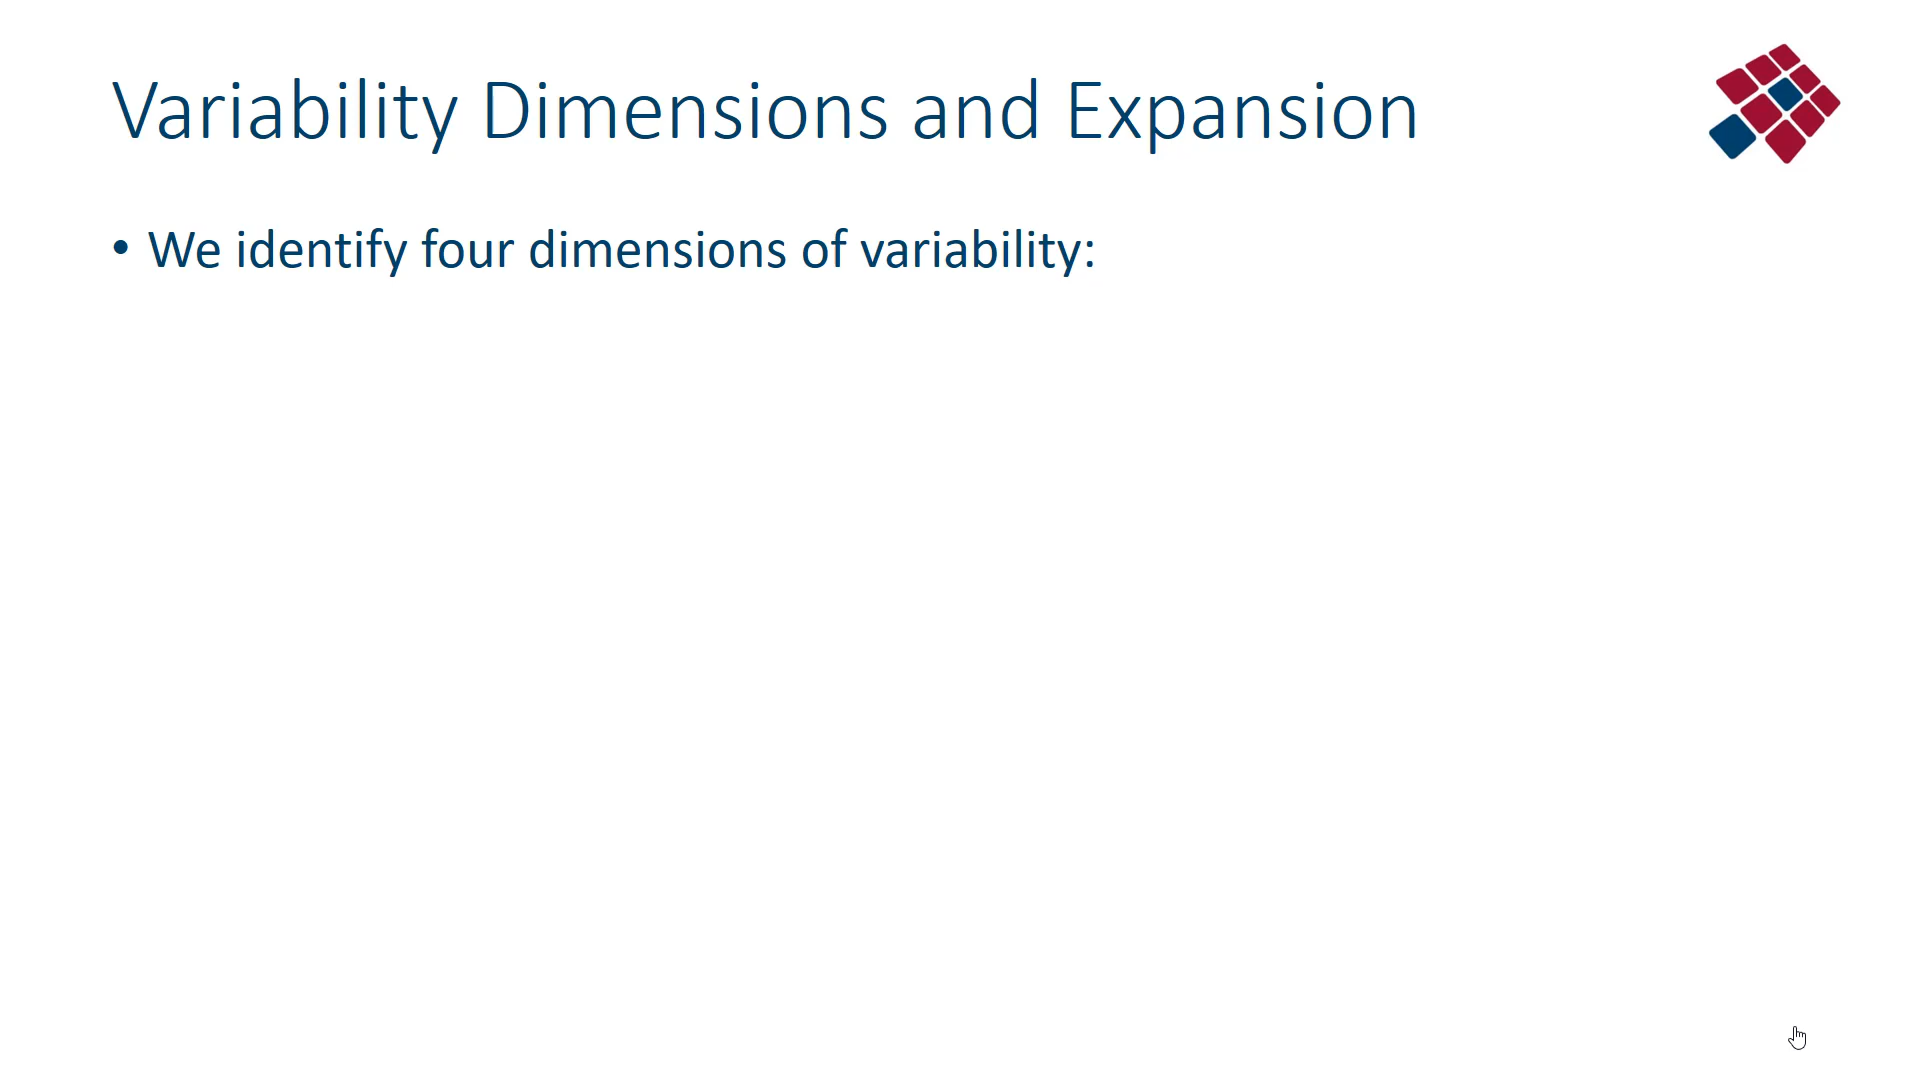 Variability Dimensions and Expansion
• We identify four dimensions of variability: